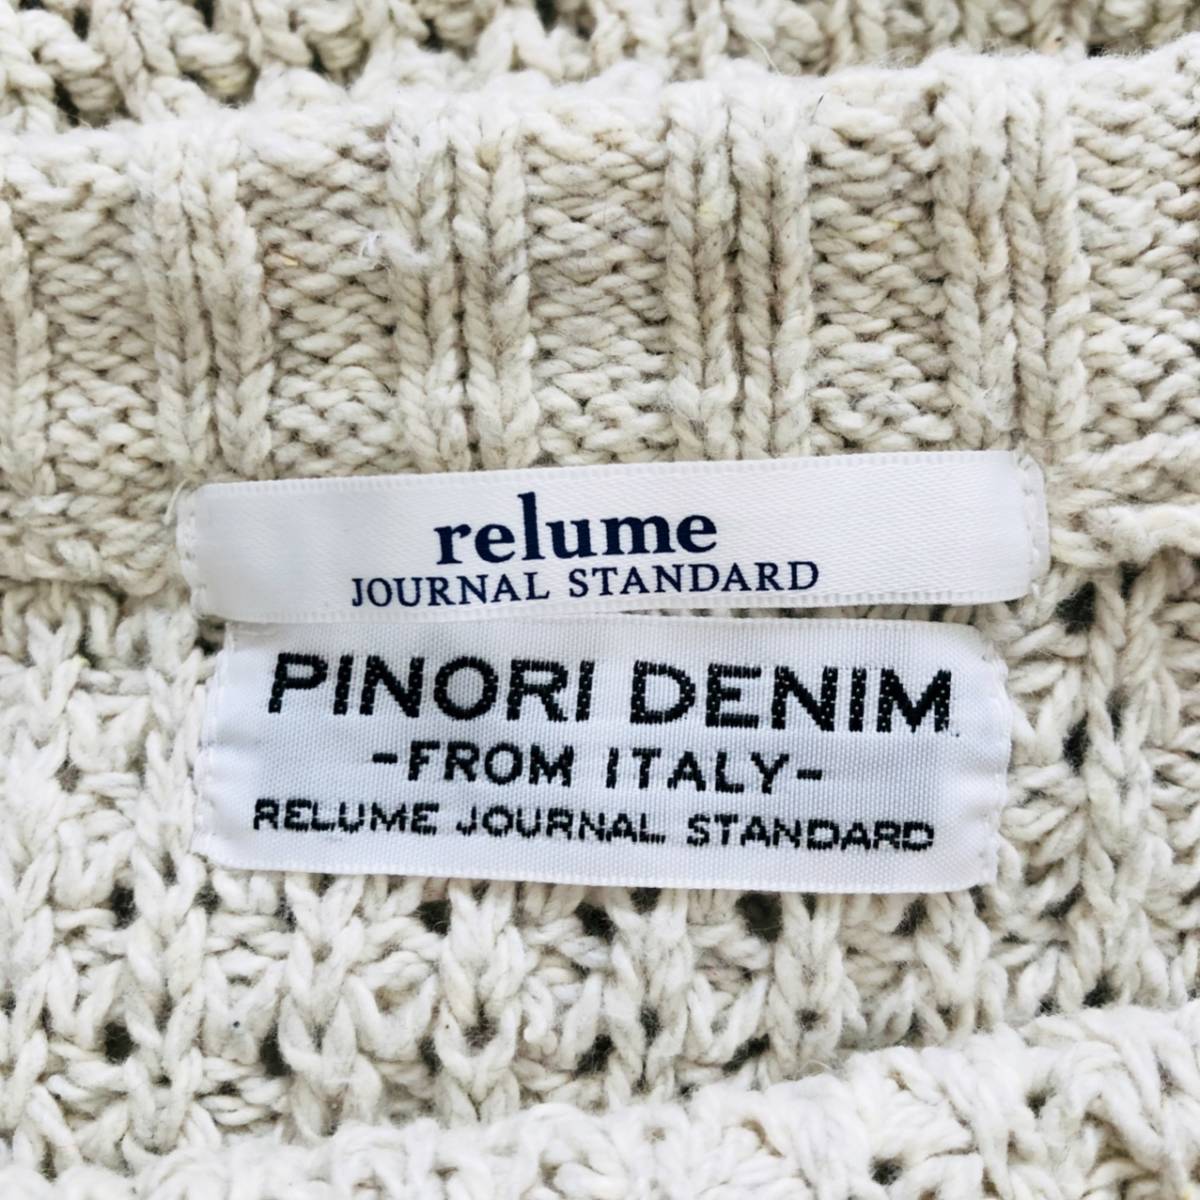 relume
JOURNAL STANDARD
PINORI DENIM
-FROM ITALY-
RELUME JOURNAL STANDARD